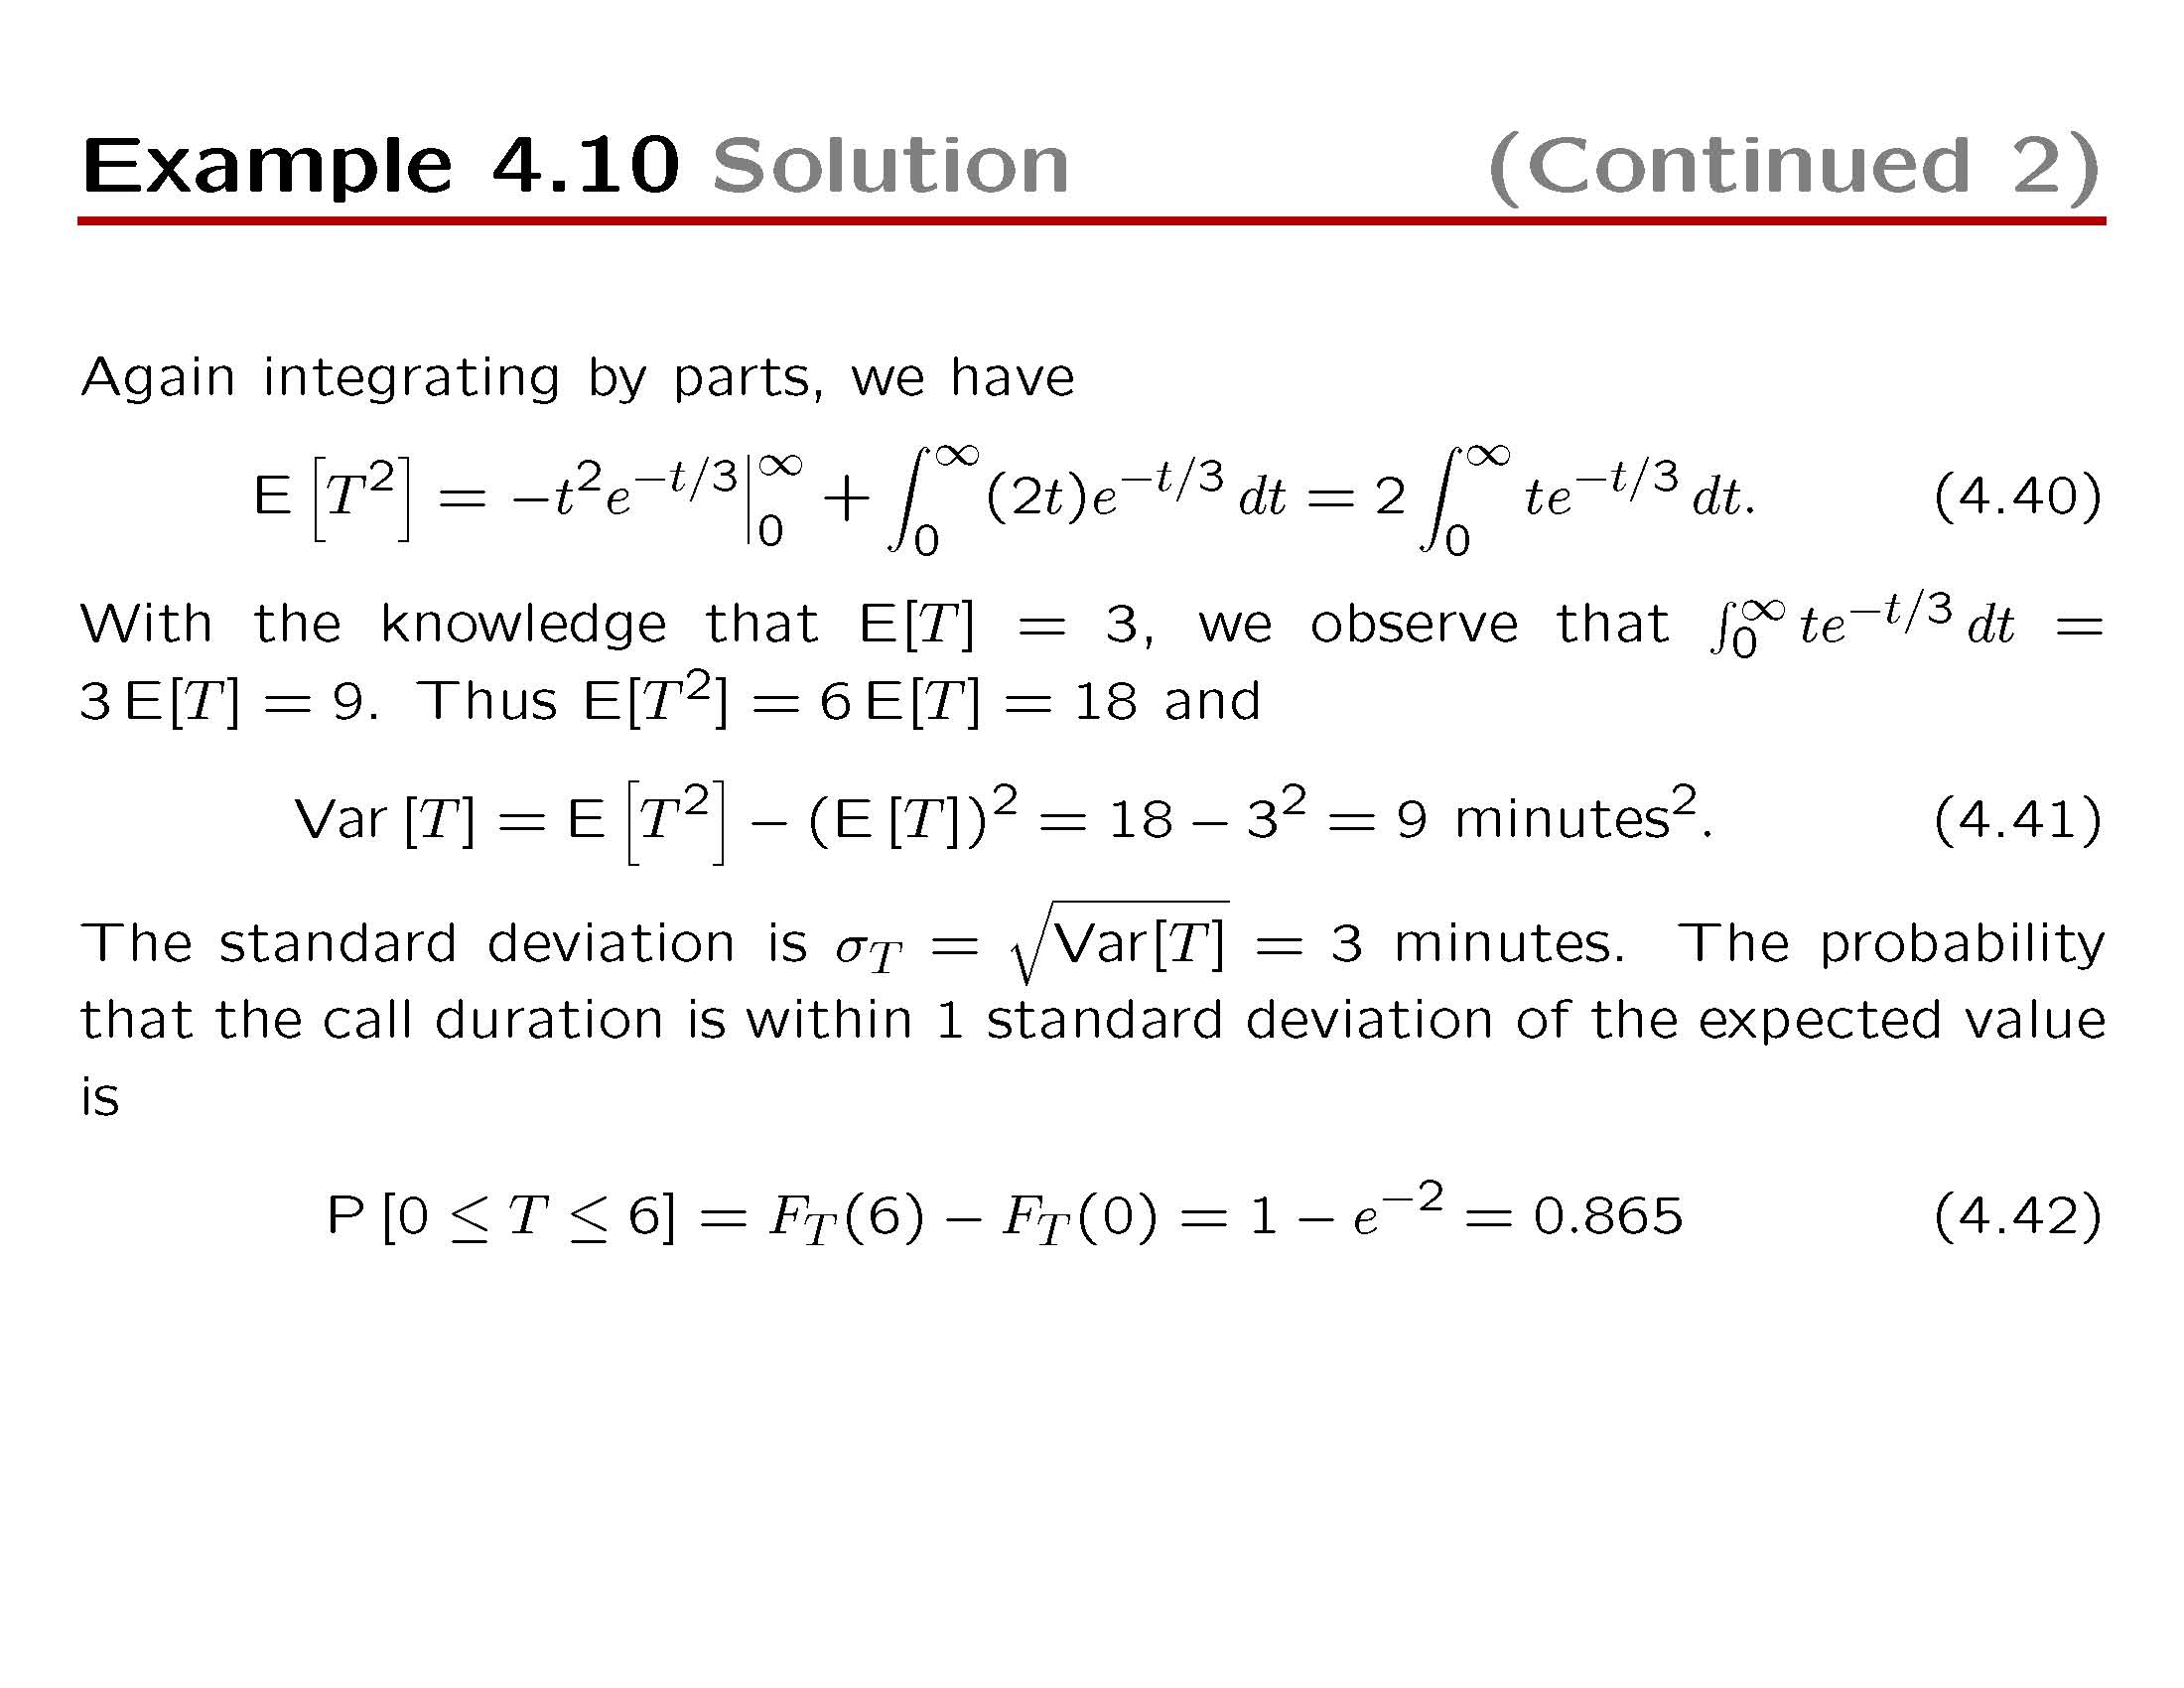 Example 4.10 Solution (Continued 2)
Again integrating by parts, we have
E [T²] = −t²e^{−t/3}|_0^∞ + ∫_0^∞ (2t)e^{−t/3} dt = 2 ∫_0^∞ te^{−t/3} dt. (4.40)
With the knowledge that E[T] = 3, we observe that ∫_0^∞ te^{−t/3} dt =
3 E[T] = 9. Thus E[T²] = 6 E[T] = 18 and
Var [T] = E [T²] − (E [T])² = 18 − 3² = 9 minutes². (4.41)
The standard deviation is σ_T = √Var[T] = 3 minutes. The probability
that the call duration is within 1 standard deviation of the expected value
is
P [0 ≤ T ≤ 6] = F_T(6) − F_T(0) = 1 − e^{−2} = 0.865 (4.42)